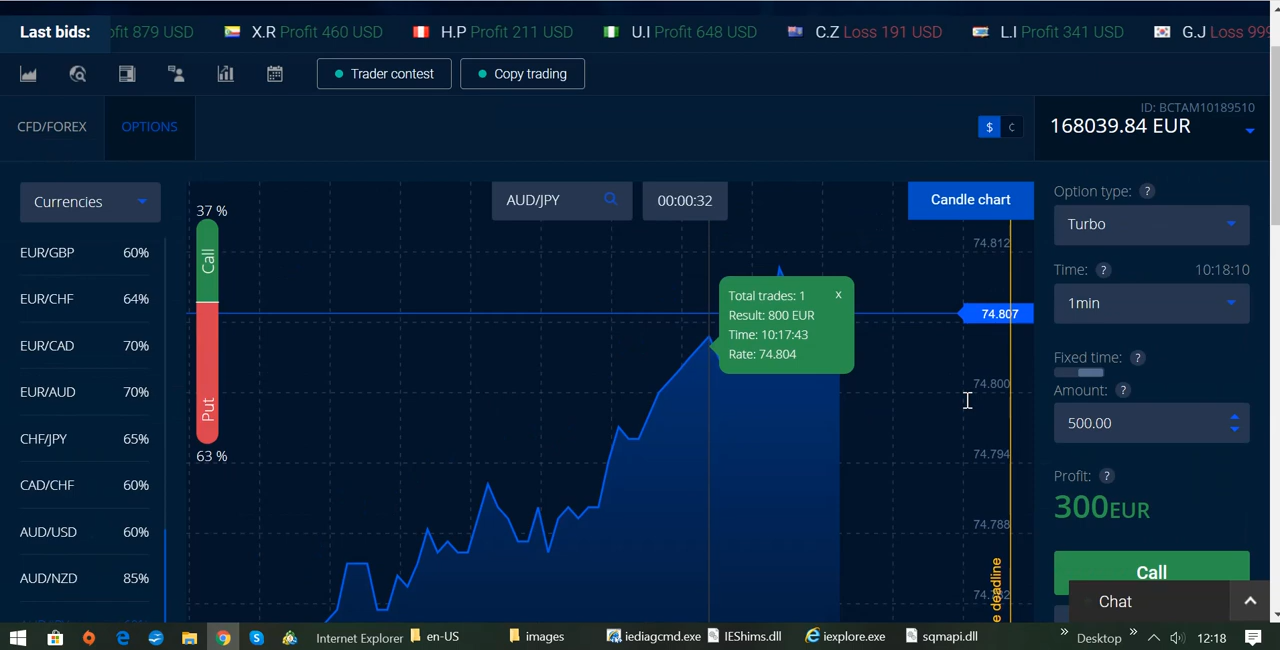 Last bids: fit 879 USD X.R Profit 460 USD H.P Profit 211 USD U.I Profit 648 USD C.Z Loss 191 USD L.I Profit 341 USD G.J Loss 999
Trader contest Copy trading
ID: BCTAM10189510
CFD/FOREX OPTIONS $ ¢ 168039.84 EUR
Option type: ?
Currencies 37 % AUD/JPY 00:00:32 Candle chart Turbo
74.812
EUR/GBP 60% Call
Time: ? 10:18:10
EUR/CHF 64% Total trades: 1 x 1min
Result: 800 EUR 74.807
Time: 10:17:43
EUR/CAD 70% Rate: 74.804 Fixed time: ?
74.800
EUR/AUD 70% Amount: ?
Put 500.00
CHF/JPY 65%
63 % 74.794
CAD/CHF 60% Profit: ?
300EUR
AUD/USD 60% 74.788
AUD/NZD 85% Call
e deadline
Chat
Internet Explorer en-US images iediagcmd.exe IEShims.dll iexplore.exe sqmapi.dll » Desktop » 12:18